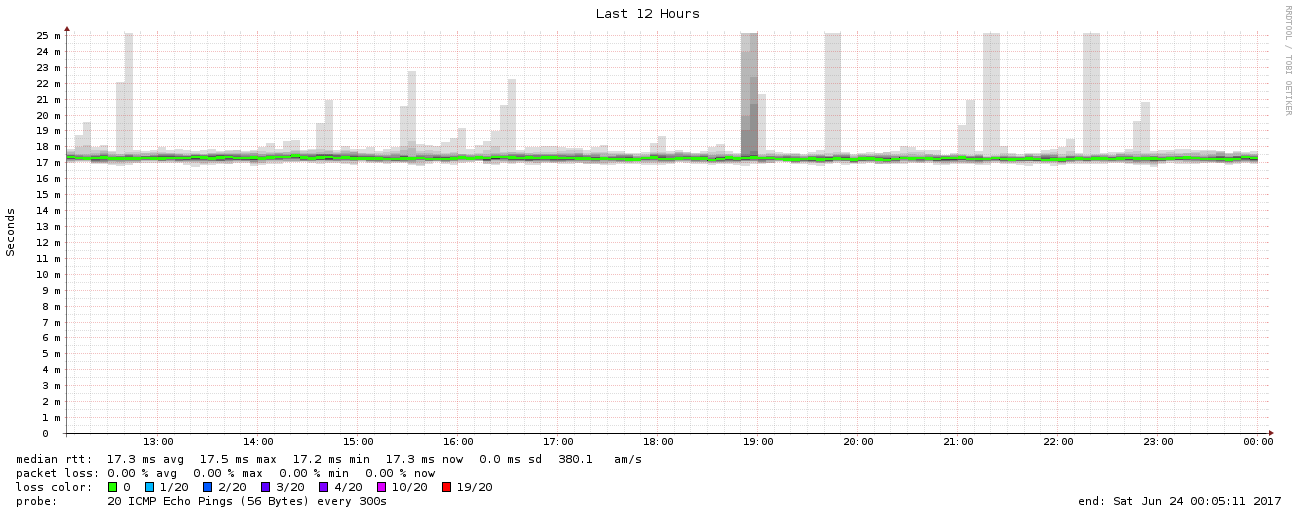 Last 12 Hours
RRDTOOL / TOBI OETIKER
Seconds
25 m
24 m
23 m
22 m
21 m
20 m
19 m
18 m
17 m
16 m
15 m
14 m
13 m
12 m
11 m
10 m
9 m
8 m
7 m
6 m
5 m
4 m
3 m
2 m
1 m
0
13:00 14:00 15:00 16:00 17:00 18:00 19:00 20:00 21:00 22:00 23:00 00:00
median rtt: 17.3 ms avg 17.5 ms max 17.2 ms min 17.3 ms now 0.0 ms sd 380.1 am/s
packet loss: 0.00 % avg 0.00 % max 0.00 % min 0.00 % now
loss color: 0 1/20 2/20 3/20 4/20 10/20 19/20
probe: 20 ICMP Echo Pings (56 Bytes) every 300s end: Sat Jun 24 00:05:11 2017